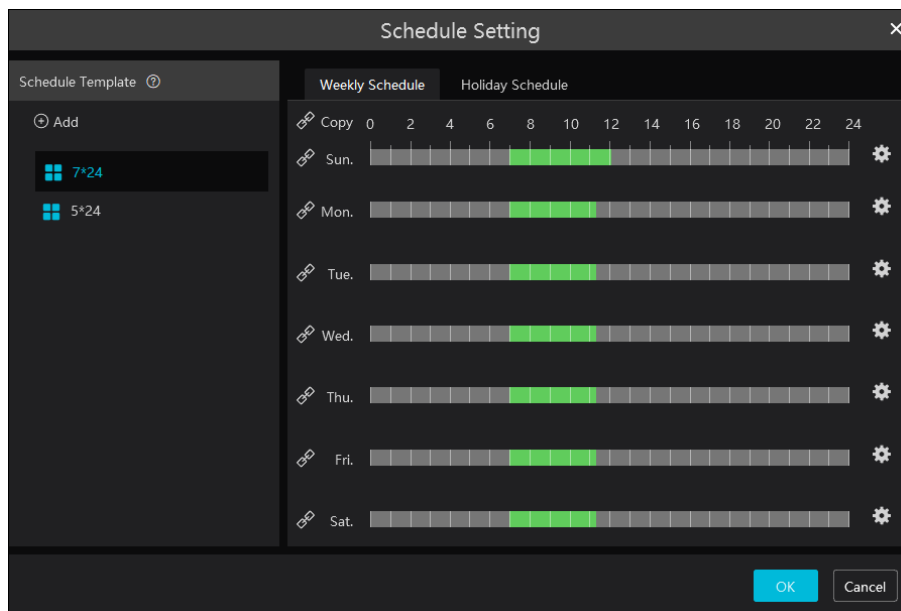 Schedule Setting
Schedule Template
Weekly Schedule Holiday Schedule
Add
Copy 0 2 4 6 8 10 12 14 16 18 20 22 24
Sun.
7*24
Mon.
5*24
Tue.
Wed.
Thu.
Fri.
Sat.
OK Cancel